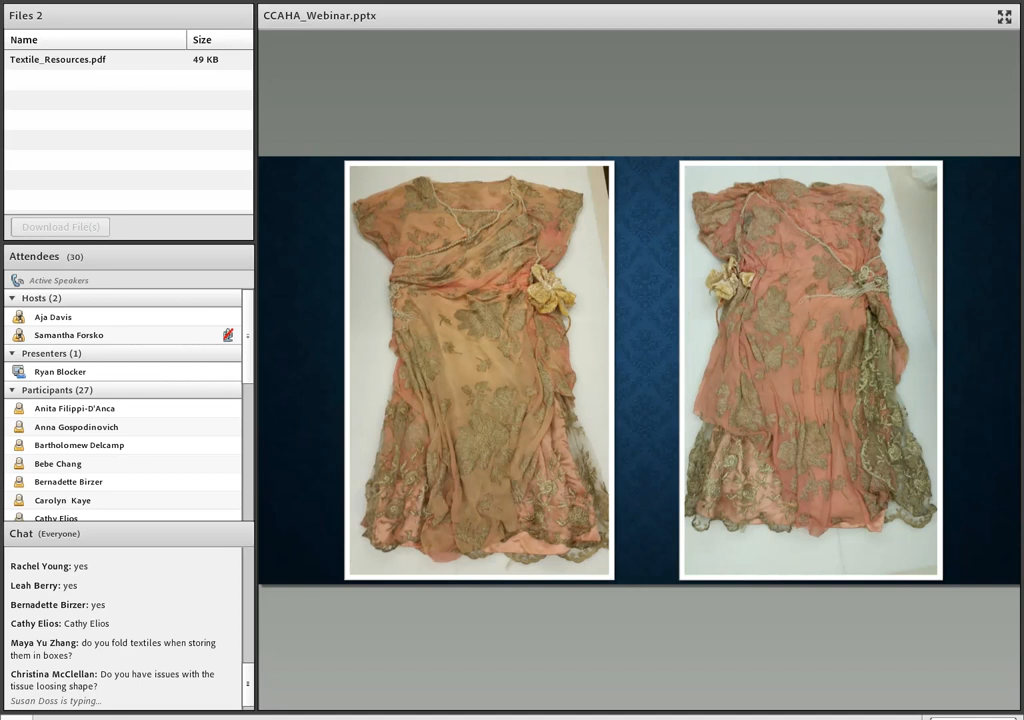 Files 2
Name Size
Textile_Resources.pdf 49 KB
Download File(s)
Attendees (30)
Active Speakers
Hosts (2)
Aja Davis
Samantha Forsko
Presenters (1)
Ryan Blocker
Participants (27)
Anita Filippi-D'Anca
Anna Gospodinovich
Bartholomew Delcamp
Bebe Chang
Bernadette Birzer
Carolyn Kaye
Cathy Elios
Chat (Everyone)
Rachel Young: yes
Leah Berry: yes
Bernadette Birzer: yes
Cathy Elios: Cathy Elios
Maya Yu Zhang: do you fold textiles when storing
them in boxes?
Christina McClellan: Do you have issues with the
tissue loosing shape?
Susan Doss is typing...
CCAHA_Webinar.pptx